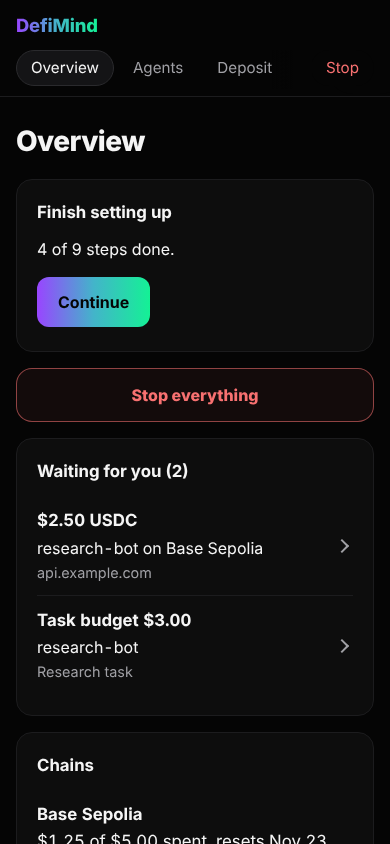 DefiMind
Overview Agents Deposit Stop
Overview
Finish setting up
4 of 9 steps done.
Continue
Stop everything
Waiting for you (2)
$2.50 USDC
research-bot on Base Sepolia
api.example.com
Task budget $3.00
research-bot
Research task
Chains
Base Sepolia
$1.25 of $5.00 spent, resets Nov 23